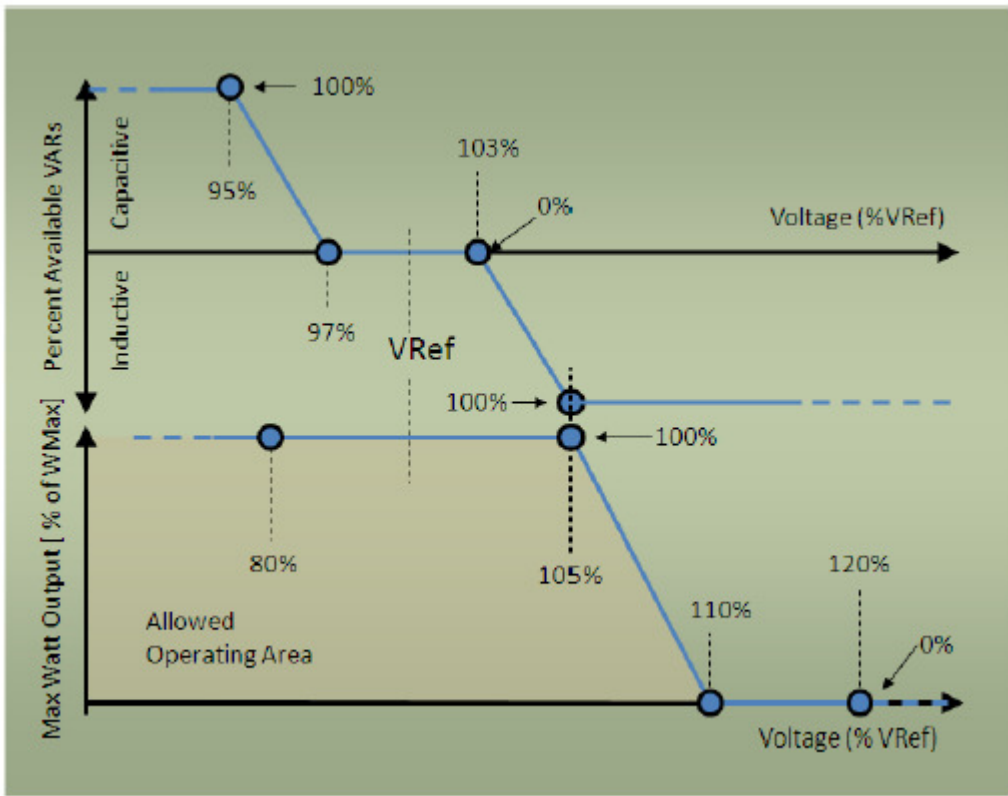 Percent Available VARs
Capacitive
Inductive
100%
95%
103%
0%
Voltage (%VRef)
97%
VRef
100%
Max Watt Output [ % of WMax]
100%
80%
105%
120%
110%
0%
Allowed
Operating Area
Voltage (% VRef)